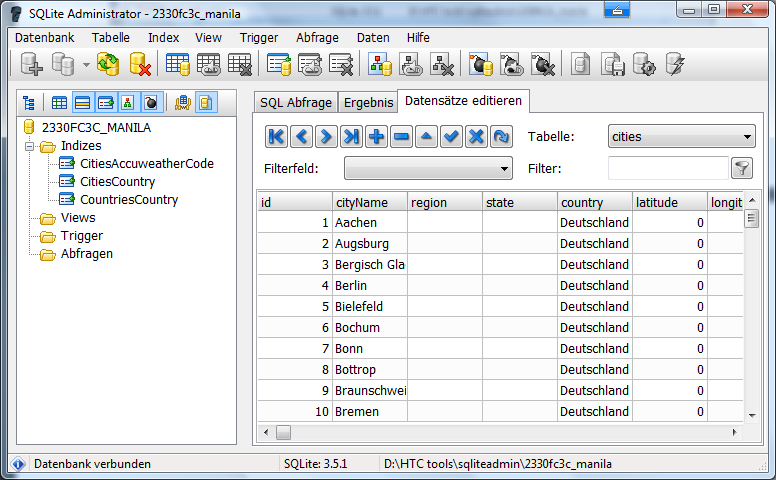 SQLite Administrator - 2330fc3c_manila
Datenbank Tabelle Index View Trigger Abfrage Daten Hilfe
2330FC3C_MANILA
Indizes
CitiesAccuweatherCode
CitiesCountry
CountriesCountry
Views
Trigger
Abfragen
SQL Abfrage Ergebnis Datensätze editieren
Tabelle: cities
Filterfeld: Filter:
id cityName region state country latitude longit
1 Aachen Deutschland 0
2 Augsburg Deutschland 0
3 Bergisch Gla Deutschland 0
4 Berlin Deutschland 0
5 Bielefeld Deutschland 0
6 Bochum Deutschland 0
7 Bonn Deutschland 0
8 Bottrop Deutschland 0
9 Braunschwei Deutschland 0
10 Bremen Deutschland 0
Datenbank verbunden SQLite: 3.5.1 D:\HTC tools\sqliteadmin\2330fc3c_manila